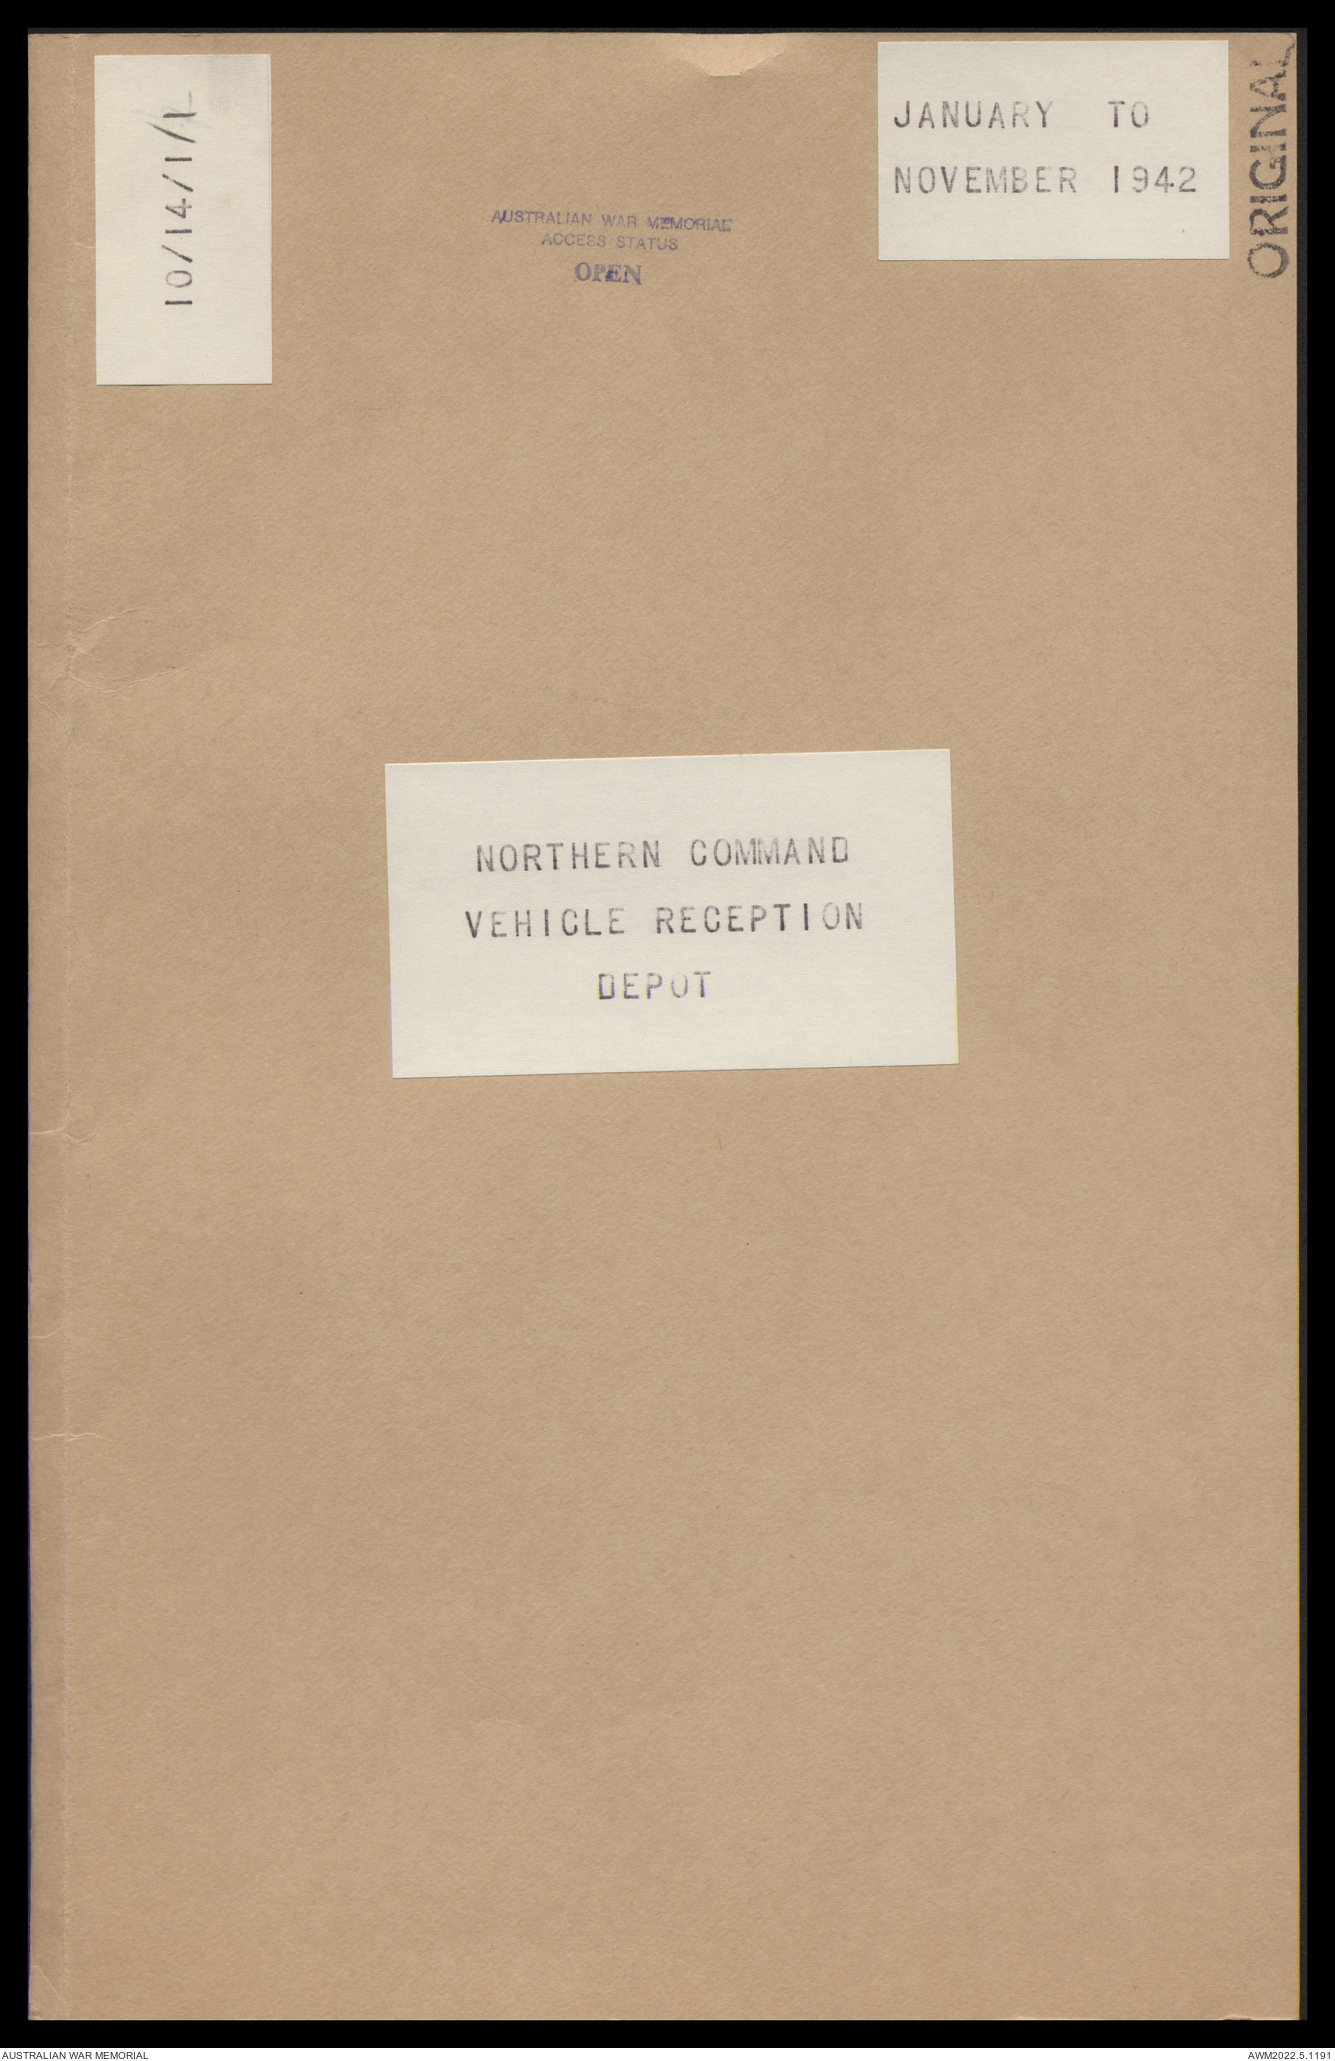 10/14/1/1
AUSTRALIAN WAR MEMORIAL
ACCESS STATUS
OPEN
JANUARY TO
NOVEMBER 1942
ORIGINAL
NORTHERN COMMAND
VEHICLE RECEPTION
DEPOT
AUSTRALIAN WAR MEMORIAL
AWM2022.5.1191